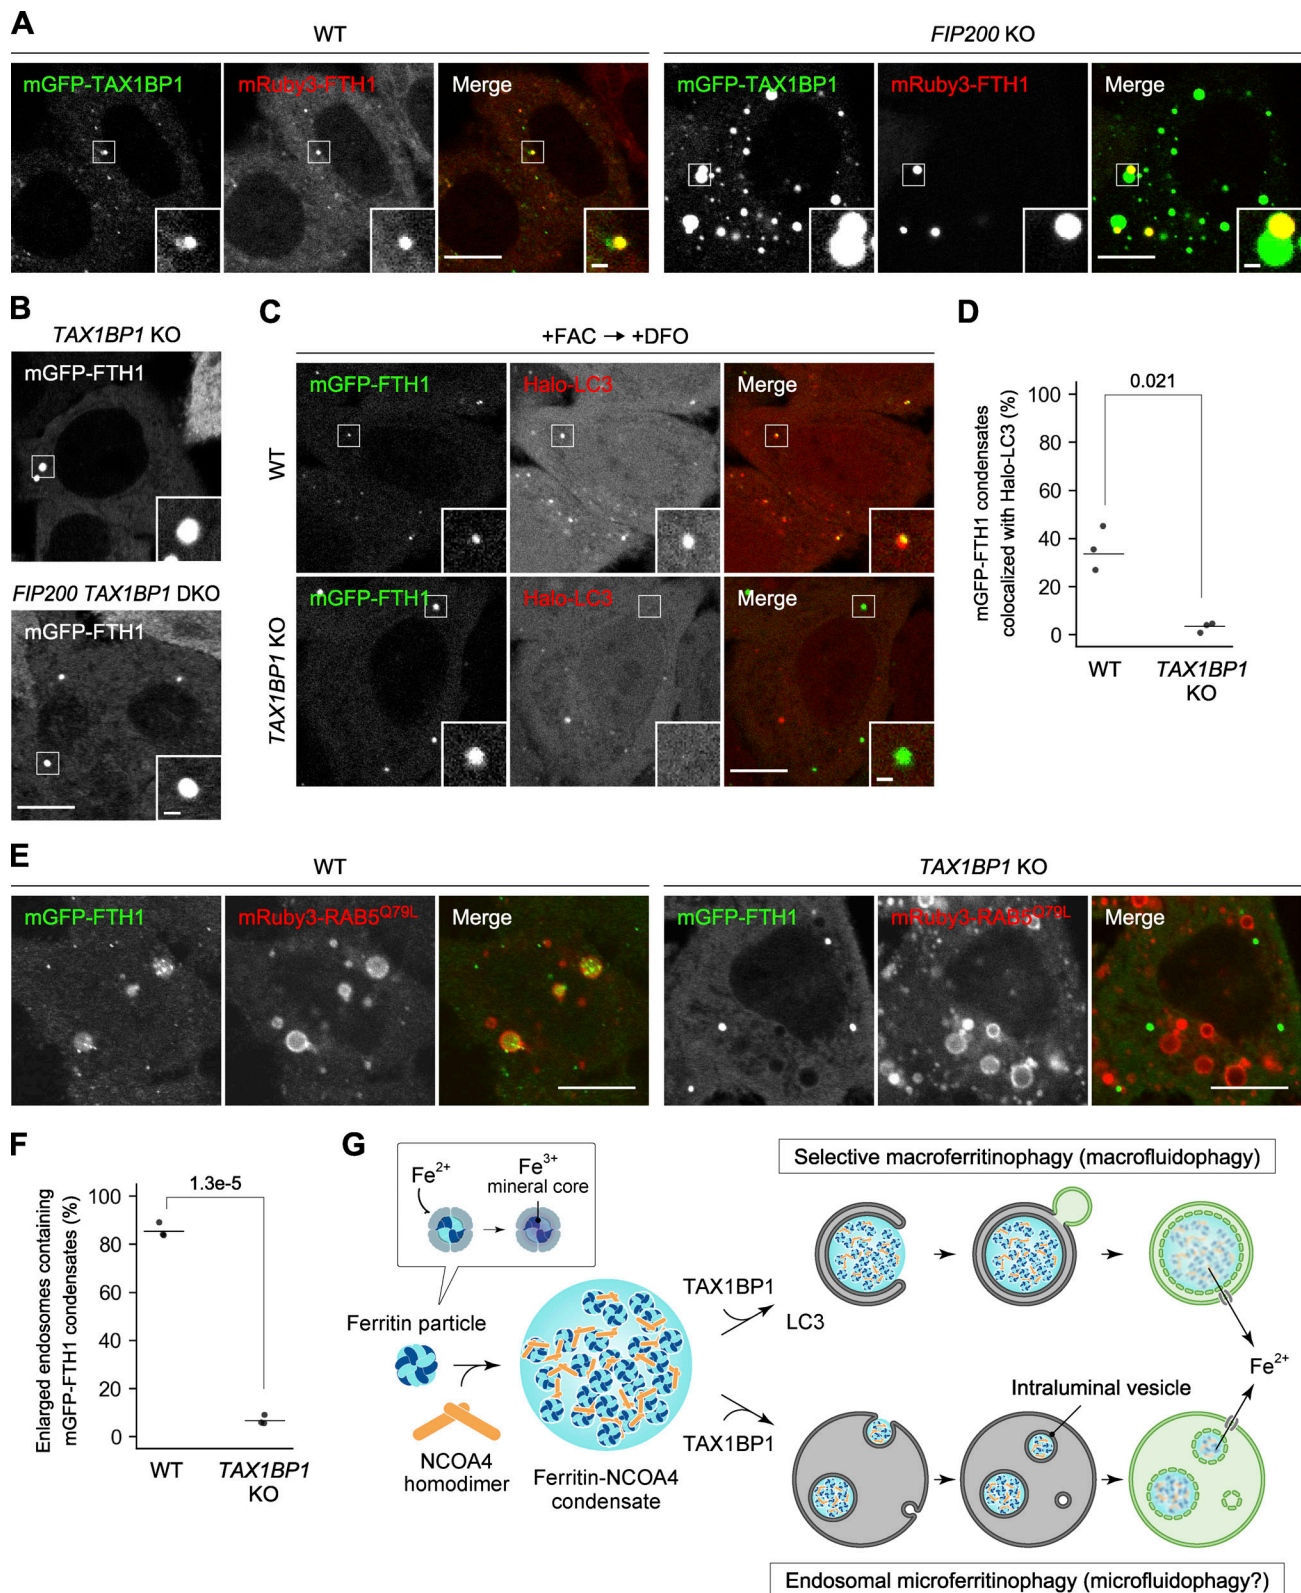 A
WT
FIP200 KO
mGFP-TAX1BP1
mRuby3-FTH1
Merge
mGFP-TAX1BP1
mRuby3-FTH1
Merge
B
TAX1BP1 KO
mGFP-FTH1
FIP200 TAX1BP1 DKO
mGFP-FTH1
C
+FAC → +DFO
WT
mGFP-FTH1
Halo-LC3
Merge
TAX1BP1 KO
mGFP-FTH1
Halo-LC3
Merge
D
mGFP-FTH1 condensates
colocalized with Halo-LC3 (%)
0.021
100
80
60
40
20
0
WT
TAX1BP1
KO
E
WT
TAX1BP1 KO
mGFP-FTH1
mRuby3-RAB5Q79L
Merge
mGFP-FTH1
mRuby3-RAB5Q79L
Merge
F
Enlarged endosomes containing
mGFP-FTH1 condensates (%)
1.3e-5
100
80
60
40
20
0
WT
TAX1BP1
KO
G
Fe2+
Fe3+
mineral core
Ferritin particle
NCOA4
homodimer
Ferritin-NCOA4
condensate
Selective macroferritinophagy (macrofluidophagy)
TAX1BP1
LC3
TAX1BP1
Intraluminal vesicle
Fe2+
Endosomal microferritinophagy (microfluidophagy?)